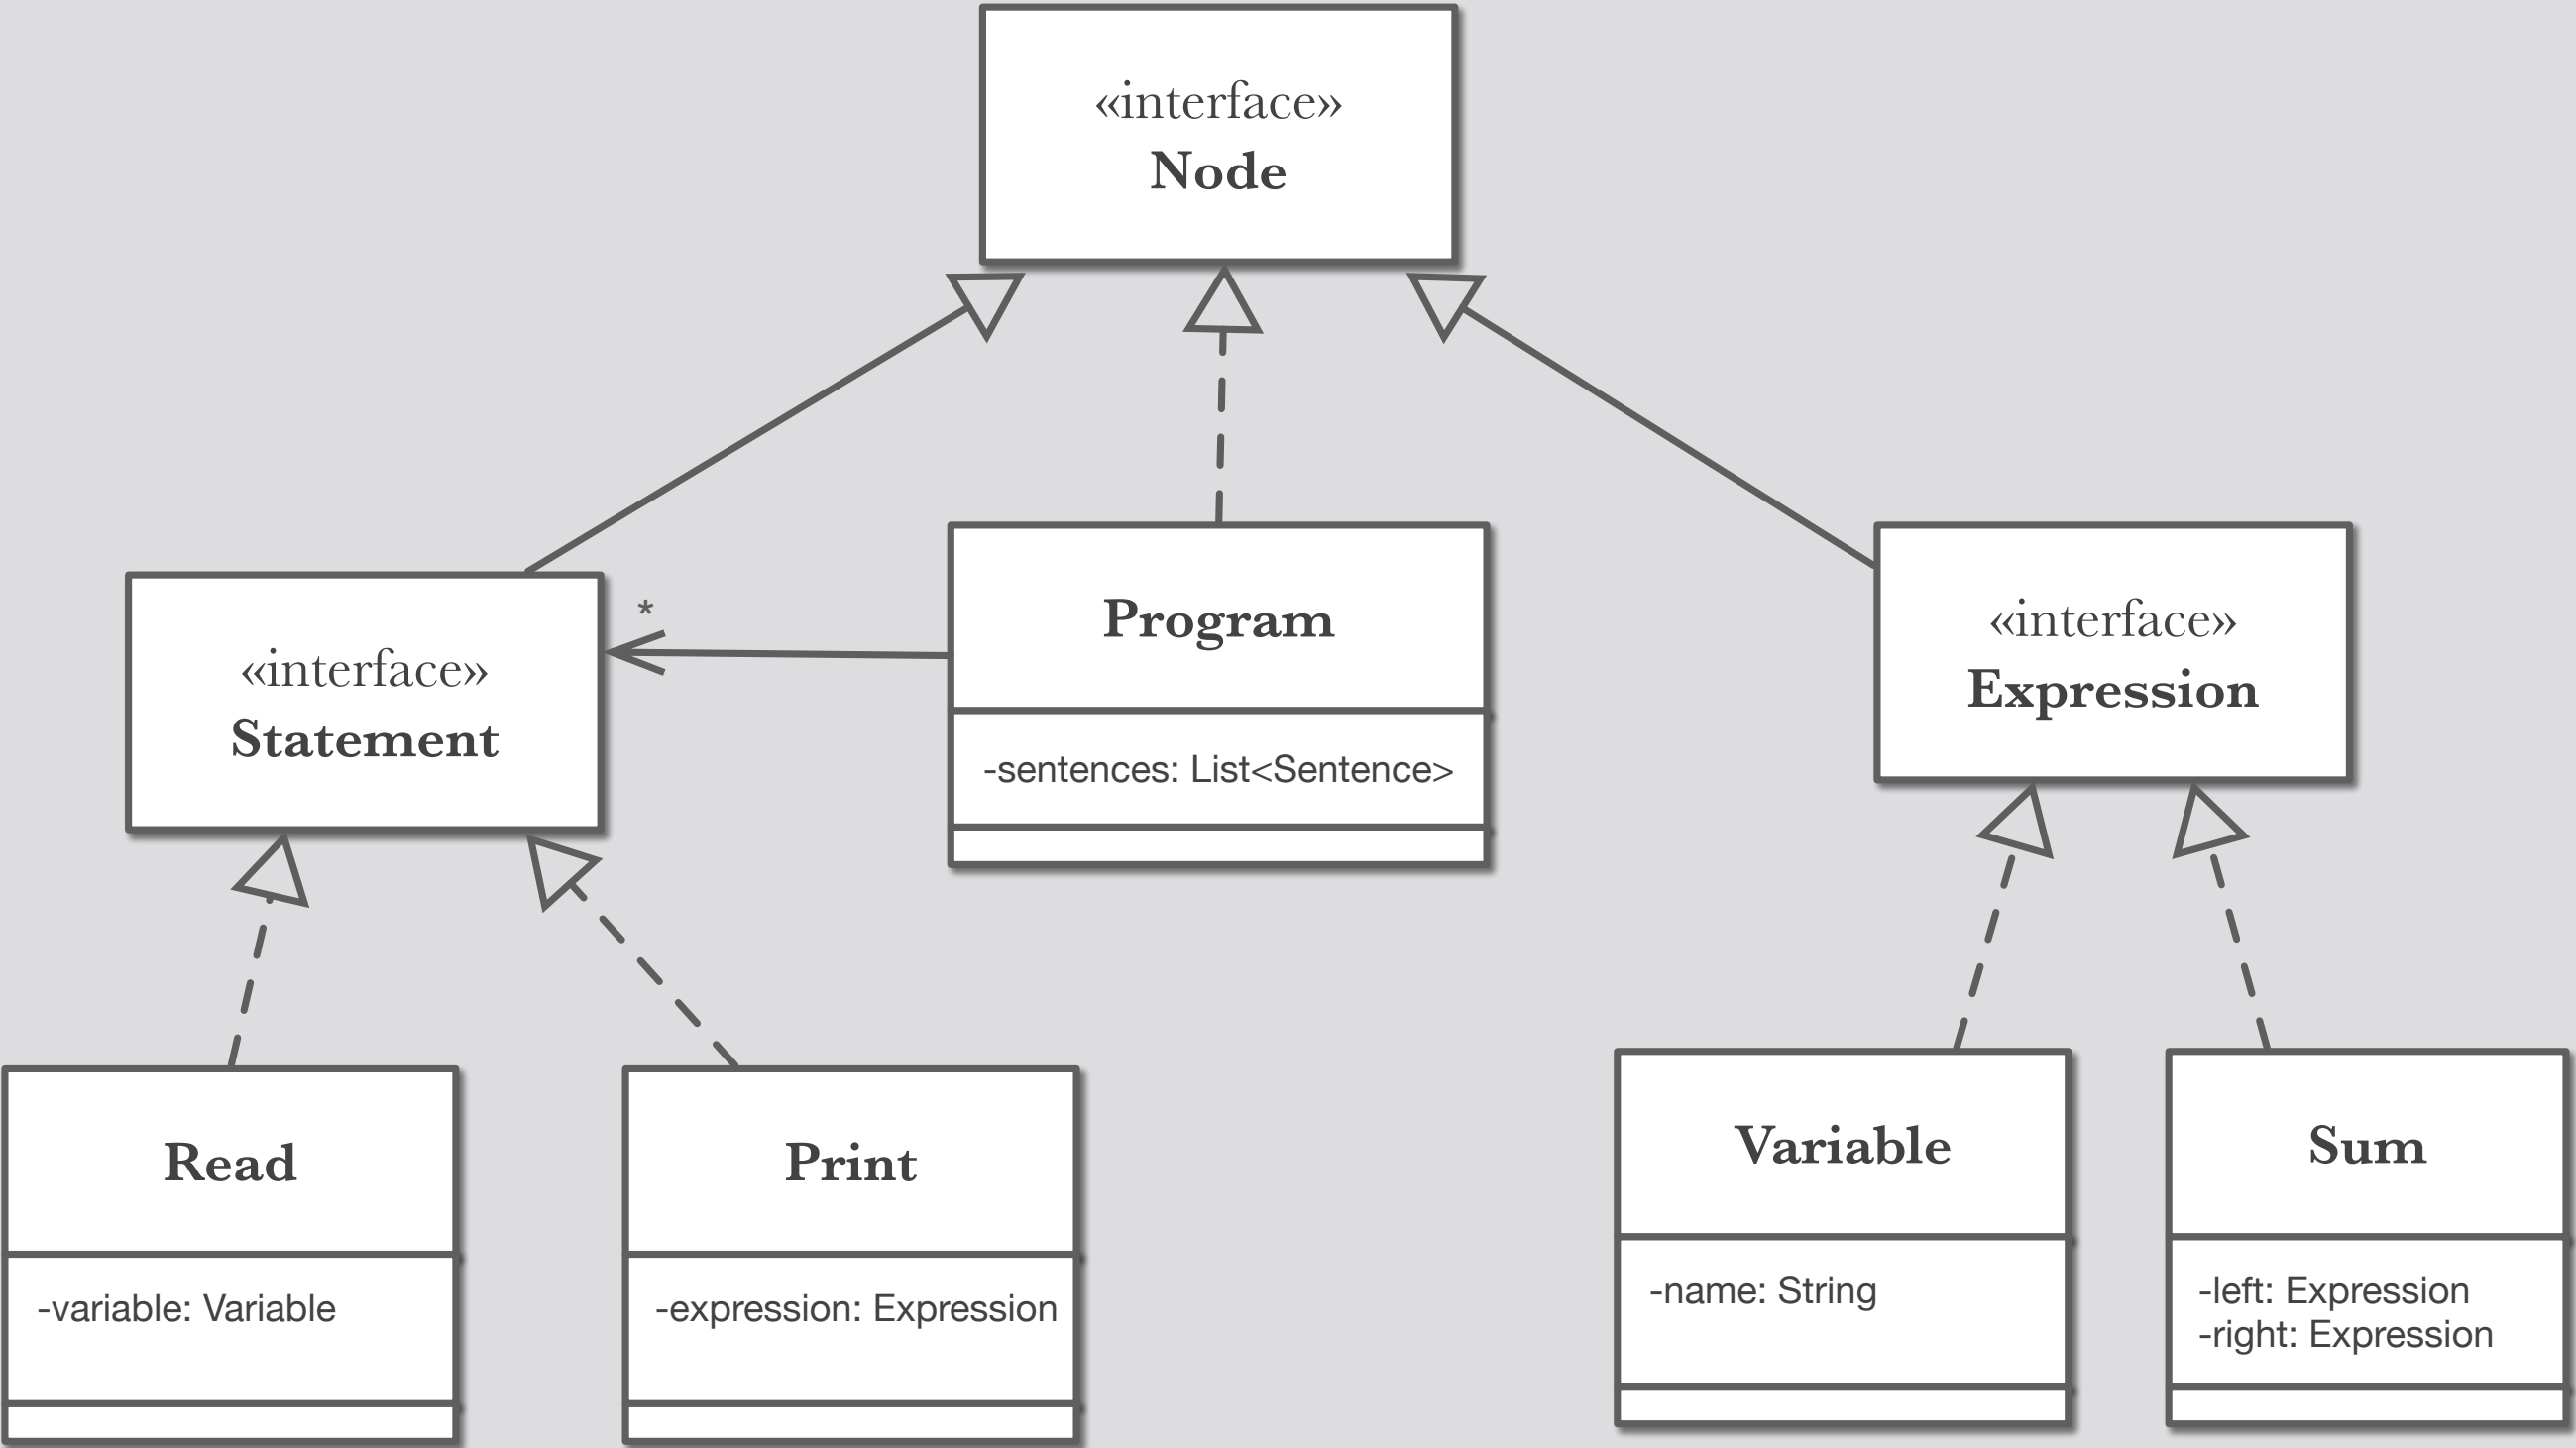 «interface»
Node
«interface»
Statement
*
Program
-sentences: List<Sentence>
«interface»
Expression
Read
-variable: Variable
Print
-expression: Expression
Variable
-name: String
Sum
-left: Expression
-right: Expression